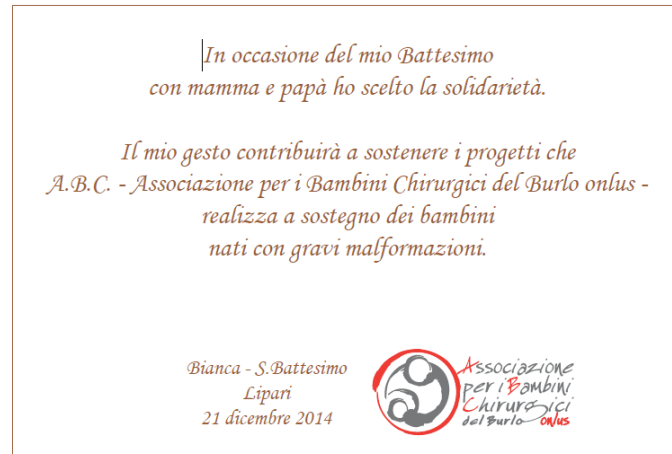 In occasione del mio Battesimo
con mamma e papà ho scelto la solidarietà.
Il mio gesto contribuirà a sostenere i progetti che
A.B.C. - Associazione per i Bambini Chirurgici del Burlo onlus -
realizza a sostegno dei bambini
nati con gravi malformazioni.
Bianca - S.Battesimo
Lipari
21 dicembre 2014
Associazione
per i Bambini
Chirurgici
del Burlo onlus